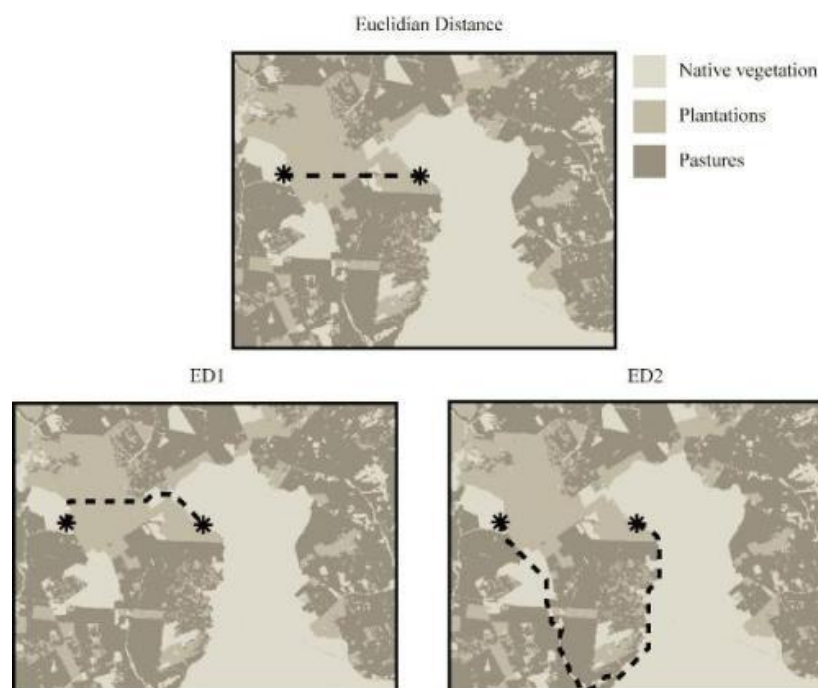 Euclidian Distance
Native vegetation
Plantations
Pastures
ED1
ED2